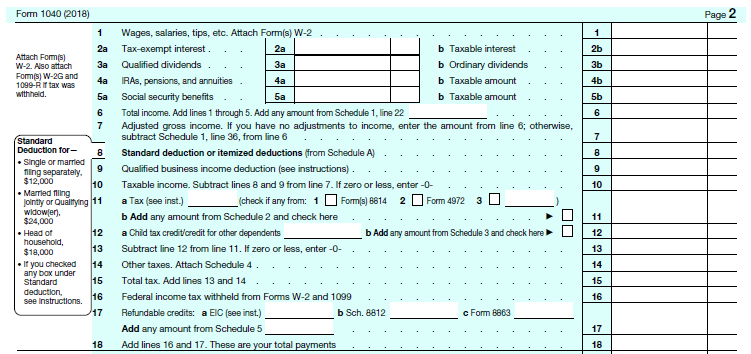 Form 1040 (2018) Page 2
Attach Form(s)
W-2. Also attach
Form(s) W-2G and
1099-R if tax was
withheld.
1 Wages, salaries, tips, etc. Attach Form(s) W-2 1
2a Tax-exempt interest 2a b Taxable interest 2b
3a Qualified dividends 3a b Ordinary dividends 3b
4a IRAs, pensions, and annuities 4a b Taxable amount 4b
5a Social security benefits 5a b Taxable amount 5b
6 Total income. Add lines 1 through 5. Add any amount from Schedule 1, line 22 6
7 Adjusted gross income. If you have no adjustments to income, enter the amount from line 6; otherwise,
subtract Schedule 1, line 36, from line 6 7
Standard
Deduction for—
• Single or married
filing separately,
$12,000
• Married filing
jointly or Qualifying
widow(er),
$24,000
• Head of
household,
$18,000
• If you checked
any box under
Standard
deduction,
see instructions.
8 Standard deduction or itemized deductions (from Schedule A) 8
9 Qualified business income deduction (see instructions) 9
10 Taxable income. Subtract lines 8 and 9 from line 7. If zero or less, enter -0- 10
11 a Tax (see inst.) (check if any from: 1 Form(s) 8814 2 Form 4972 3 )
b Add any amount from Schedule 2 and check here ▶ 11
12 a Child tax credit/credit for other dependents b Add any amount from Schedule 3 and check here ▶ 12
13 Subtract line 12 from line 11. If zero or less, enter -0- 13
14 Other taxes. Attach Schedule 4 14
15 Total tax. Add lines 13 and 14 15
16 Federal income tax withheld from Forms W-2 and 1099 16
17 Refundable credits: a EIC (see inst.) b Sch. 8812 c Form 8863
Add any amount from Schedule 5 17
18 Add lines 16 and 17. These are your total payments 18